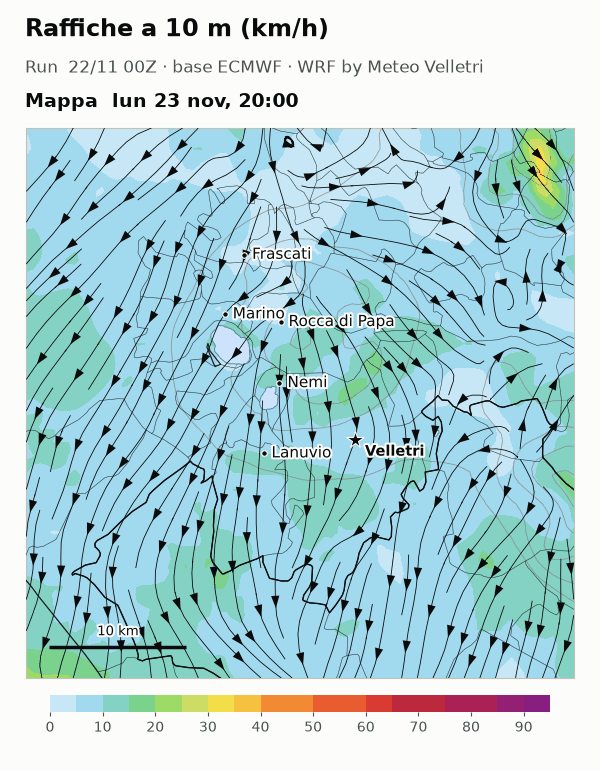 Raffiche a 10 m (km/h)
Run 22/11 00Z · base ECMWF · WRF by Meteo Velletri
Mappa lun 23 nov, 20:00
Frascati
Marino
Rocca di Papa
Nemi
Velletri
Lanuvio
10 km
0 10 20 30 40 50 60 70 80 90